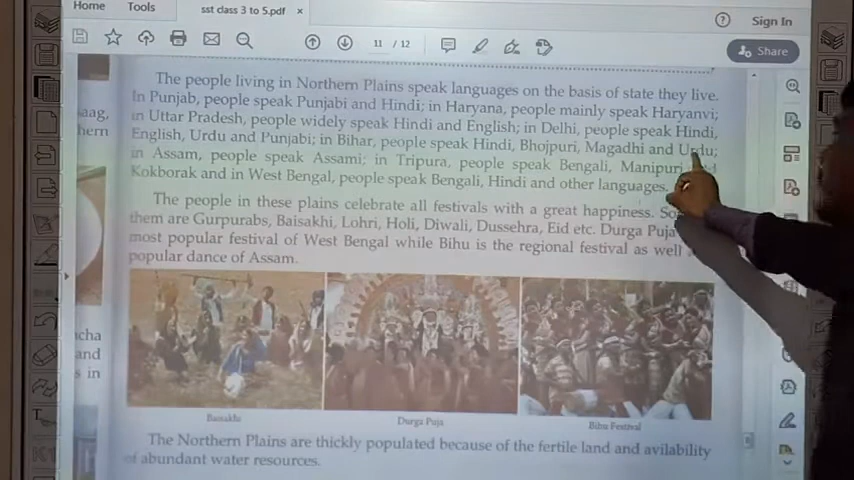 Home Tools sst class 3 to 5.pdf × ? Sign In
11 / 12 Share
The people living in Northern Plains speak languages on the basis of state they live.
In Punjab, people speak Punjabi and Hindi; in Haryana, people mainly speak Haryanvi;
in Uttar Pradesh, people widely speak Hindi and English; in Delhi, people speak Hindi,
English, Urdu and Punjabi; in Bihar, people speak Hindi, Bhojpuri, Magadhi and Urdu;
in Assam, people speak Assami; in Tripura, people speak Bengali, Manipuri
Kokborak and in West Bengal, people speak Bengali, Hindi and other languages.
The people in these plains celebrate all festivals with a great happiness.
them are Gurpurabs, Baisakhi, Lohri, Holi, Diwali, Dussehra, Eid etc. Durga Puja
most popular festival of West Bengal while Bihu is the regional festival as well
popular dance of Assam.
Baisakhi
Durga Puja
Bihu Festival
The Northern Plains are thickly populated because of the fertile land and avilability
of abundant water resources.
aag,
hern
acha
and
s in